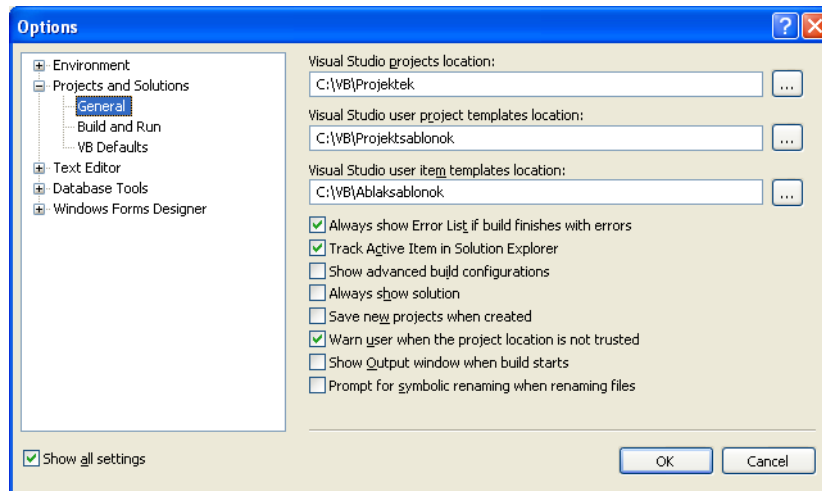 Options
Environment
Projects and Solutions
General
Build and Run
VB Defaults
Text Editor
Database Tools
Windows Forms Designer
Visual Studio projects location:
C:\VB\Projektek
...
Visual Studio user project templates location:
C:\VB\Projektsablonok
...
Visual Studio user item templates location:
C:\VB\Ablaksablonok
...
Always show Error List if build finishes with errors
Track Active Item in Solution Explorer
Show advanced build configurations
Always show solution
Save new projects when created
Warn user when the project location is not trusted
Show Output window when build starts
Prompt for symbolic renaming when renaming files
Show all settings
OK
Cancel